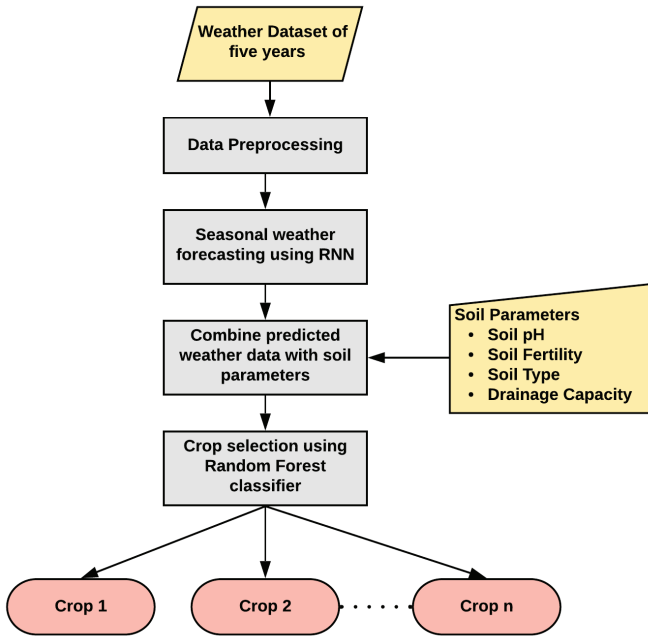 Weather Dataset of
five years
Data Preprocessing
Seasonal weather
forecasting using RNN
Combine predicted
weather data with soil
parameters
Soil Parameters
• Soil pH
• Soil Fertility
• Soil Type
• Drainage Capacity
Crop selection using
Random Forest
classifier
Crop 1
Crop 2
Crop n